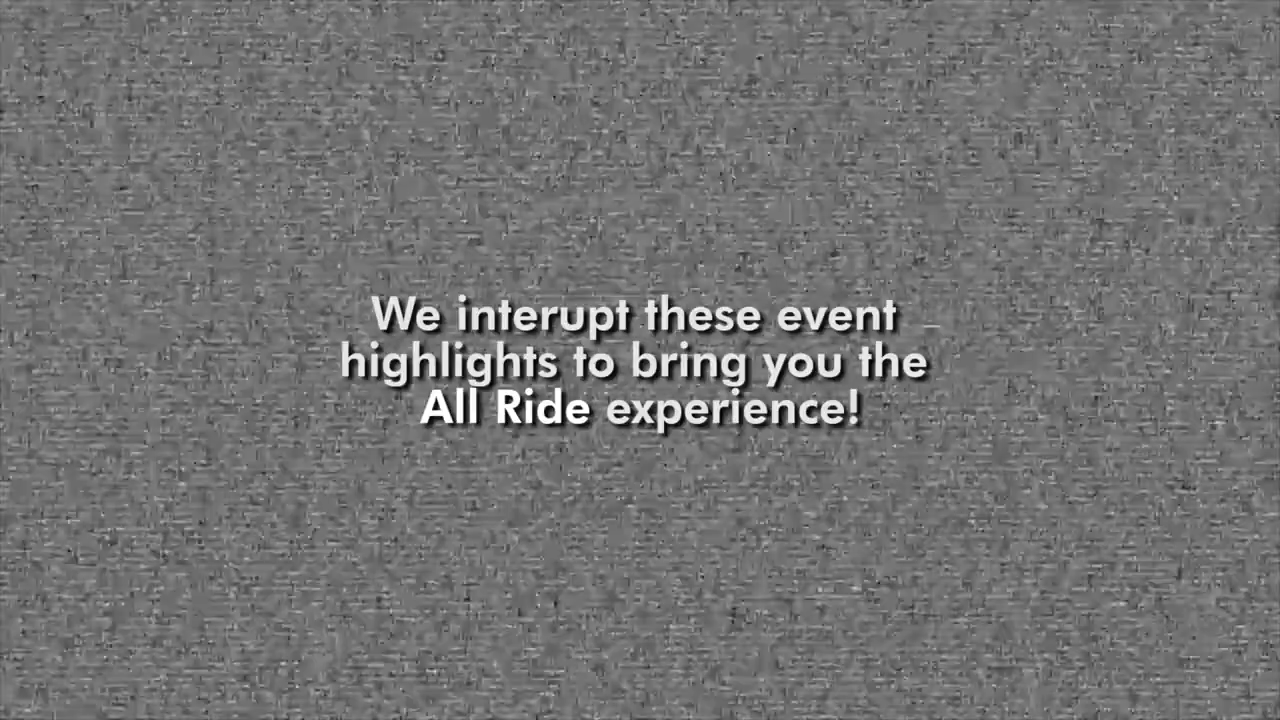 We interupt these event
highlights to bring you the
All Ride experience!